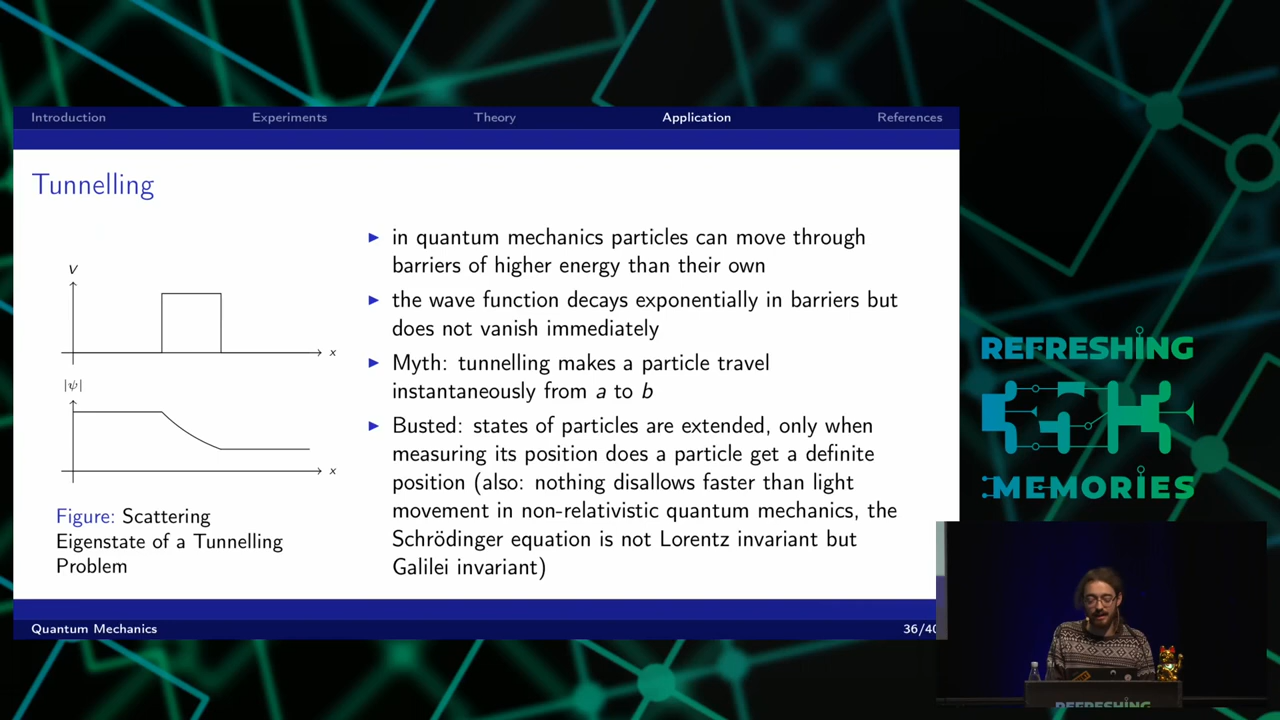 Introduction Experiments Theory Application References
Tunnelling
V
x
|ψ|
x
Figure: Scattering
Eigenstate of a Tunnelling
Problem
▶ in quantum mechanics particles can move through
barriers of higher energy than their own
▶ the wave function decays exponentially in barriers but
does not vanish immediately
▶ Myth: tunnelling makes a particle travel
instantaneously from a to b
▶ Busted: states of particles are extended, only when
measuring its position does a particle get a definite
position (also: nothing disallows faster than light
movement in non-relativistic quantum mechanics, the
Schrödinger equation is not Lorentz invariant but
Galilei invariant)
Quantum Mechanics 36/40
REFRESHING
MEMORIES
REFRESHING